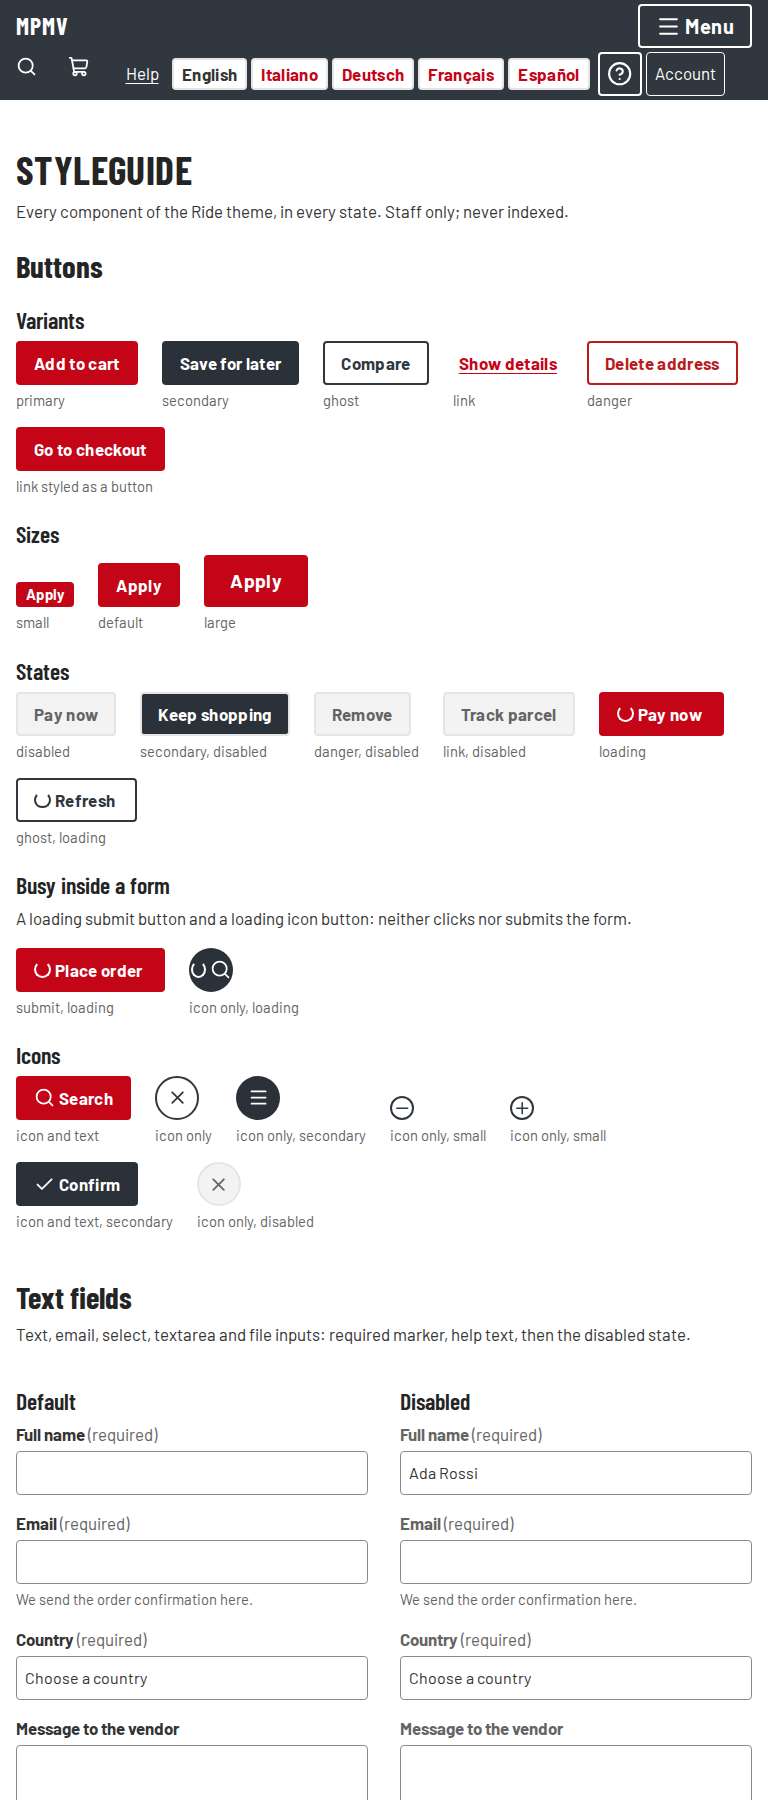 MPMV
Menu
Help
English
Italiano
Deutsch
Français
Español
Account
STYLEGUIDE
Every component of the Ride theme, in every state. Staff only; never indexed.
Buttons
Variants
Add to cart
Save for later
Compare
Show details
Delete address
primary
secondary
ghost
link
danger
Go to checkout
link styled as a button
Sizes
Apply
Apply
Apply
small
default
large
States
Pay now
Keep shopping
Remove
Track parcel
Pay now
disabled
secondary, disabled
danger, disabled
link, disabled
loading
Refresh
ghost, loading
Busy inside a form
A loading submit button and a loading icon button: neither clicks nor submits the form.
Place order
submit, loading
icon only, loading
Icons
Search
icon and text
icon only
icon only, secondary
icon only, small
icon only, small
Confirm
icon and text, secondary
icon only, disabled
Text fields
Text, email, select, textarea and file inputs: required marker, help text, then the disabled state.
Default
Full name (required)
Email (required)
We send the order confirmation here.
Country (required)
Choose a country
Message to the vendor
Disabled
Full name (required)
Ada Rossi
Email (required)
We send the order confirmation here.
Country (required)
Choose a country
Message to the vendor